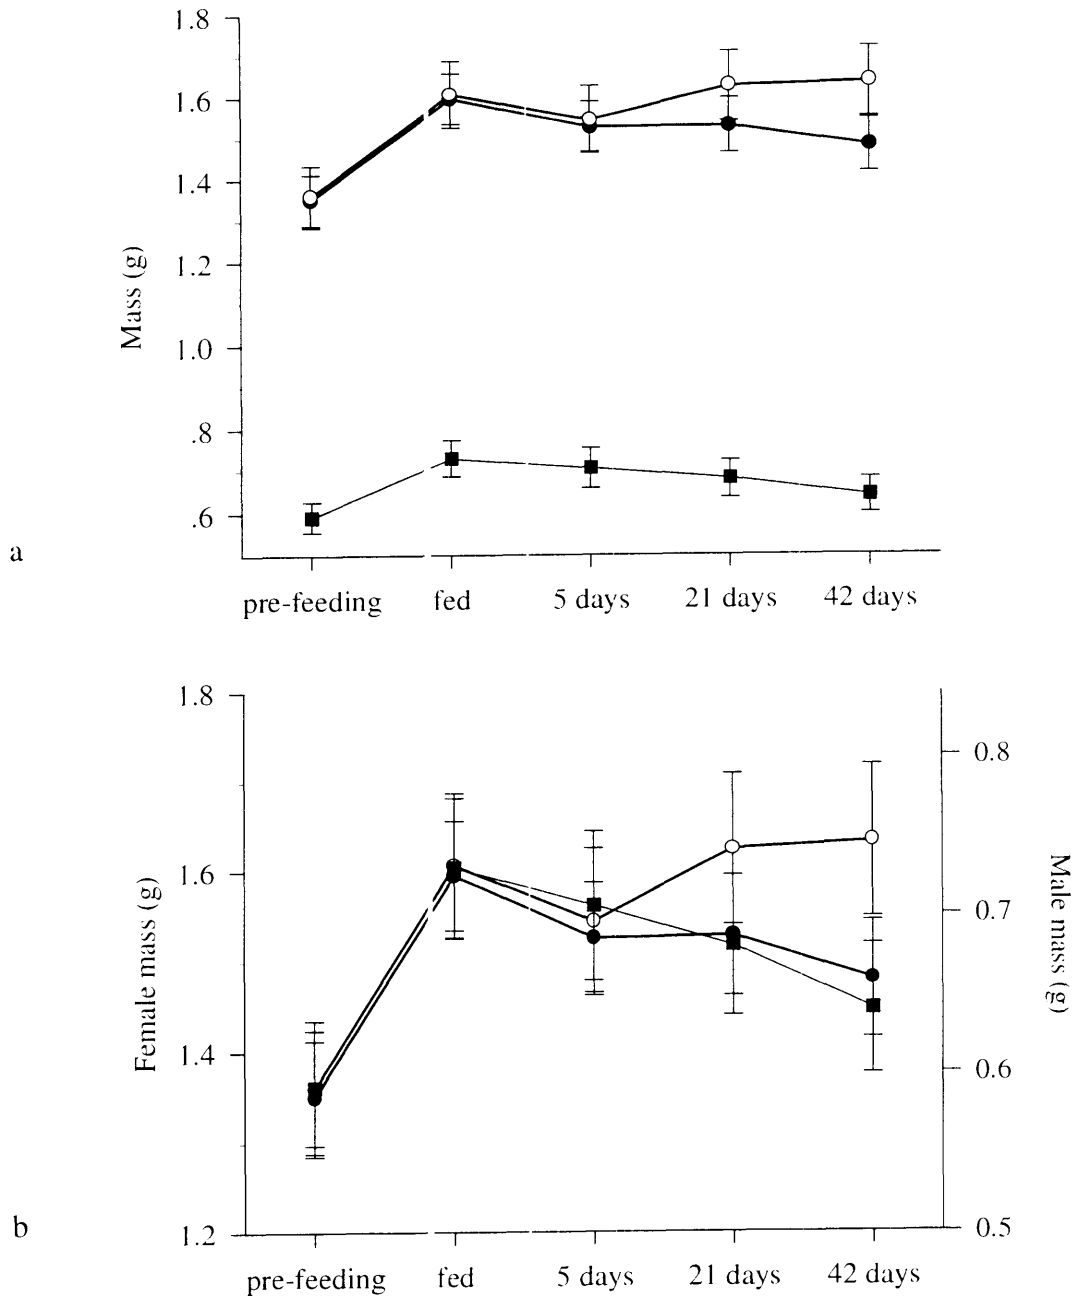 1.8
1.6
1.4
1.2
1.0
.8
.6
Mass (g)
a
pre-feeding fed 5 days 21 days 42 days
1.8
1.6
1.4
1.2
Female mass (g)
0.8
0.7
0.6
0.5
Male mass (g)
b
pre-feeding fed 5 days 21 days 42 days